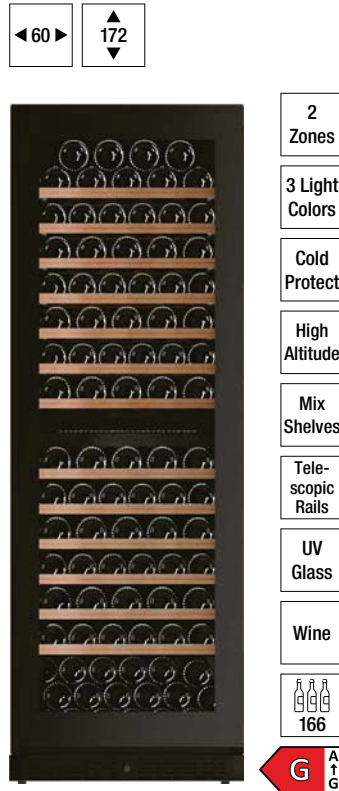 60
172
2
Zones
3 Light
Colors
Cold
Protect
High
Altitude
Mix
Shelves
Tele-
scopic
Rails
UV
Glass
Wine
166
G
A
↑
G